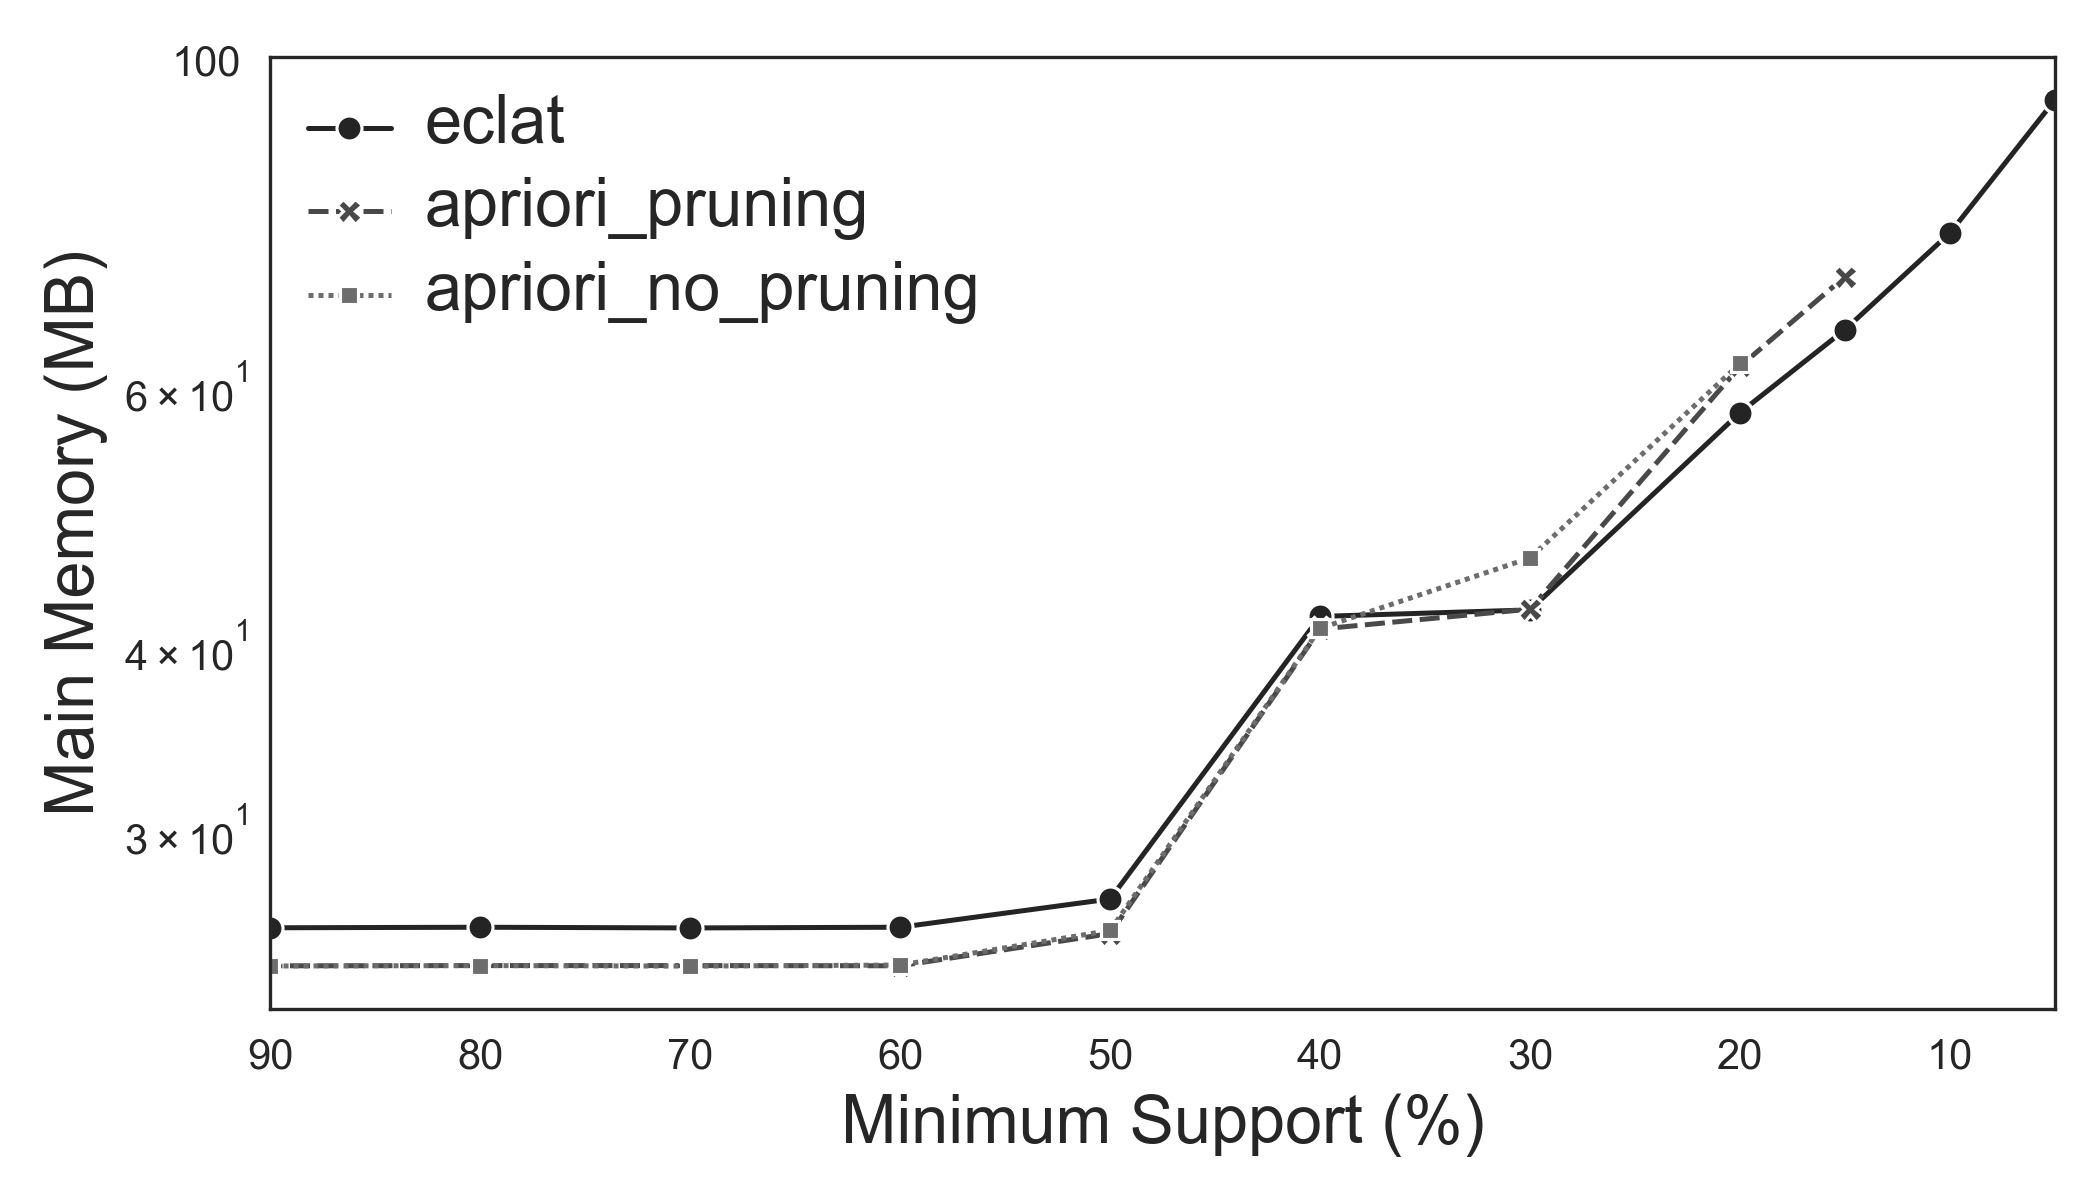 100
6 × 10¹
4 × 10¹
3 × 10¹
Main Memory (MB)
eclat
apriori_pruning
apriori_no_pruning
90 80 70 60 50 40 30 20 10
Minimum Support (%)